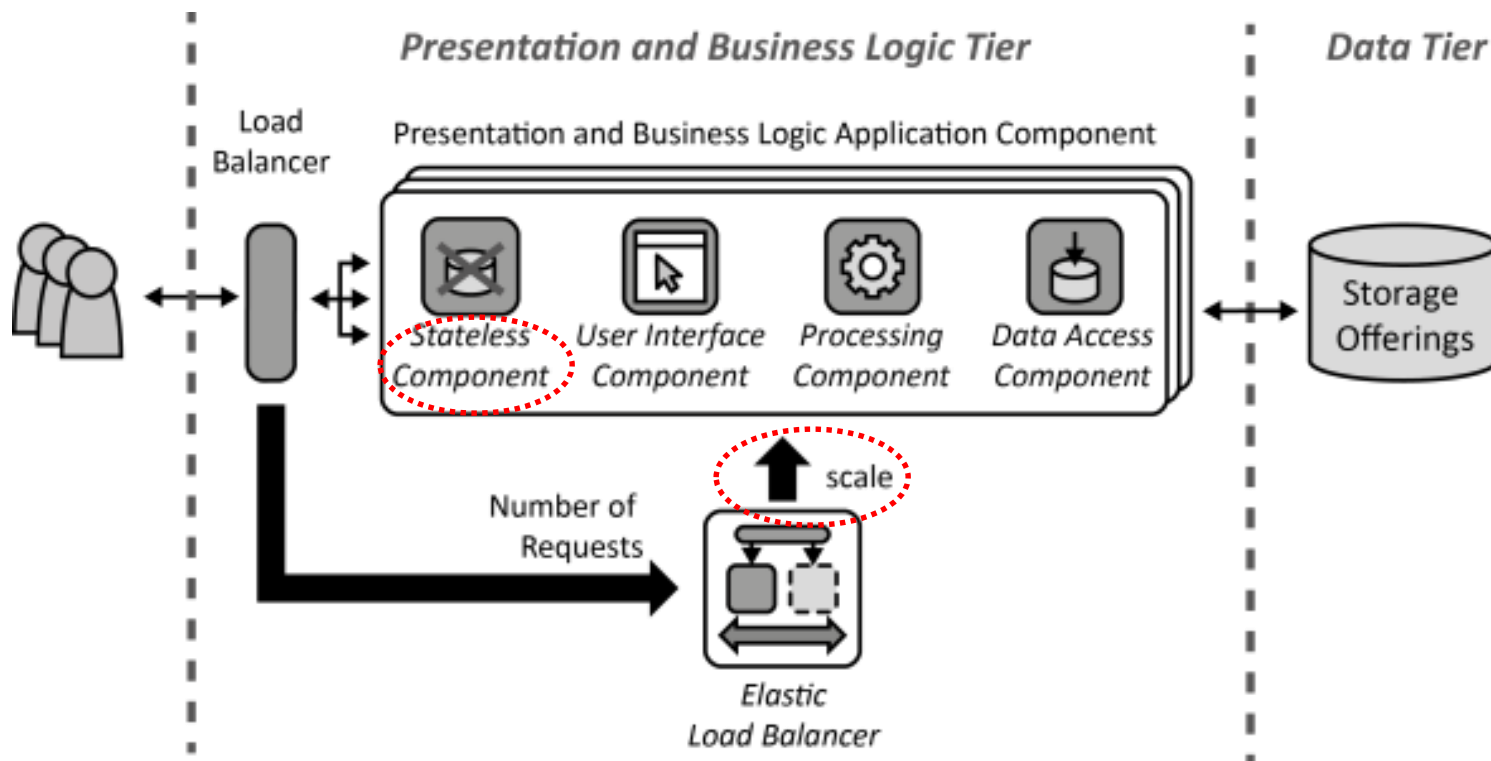 Presentation and Business Logic Tier
Data Tier
Load
Balancer
Presentation and Business Logic Application Component
Stateless
Component
User Interface
Component
Processing
Component
Data Access
Component
Storage
Offerings
scale
Number of
Requests
Elastic
Load Balancer